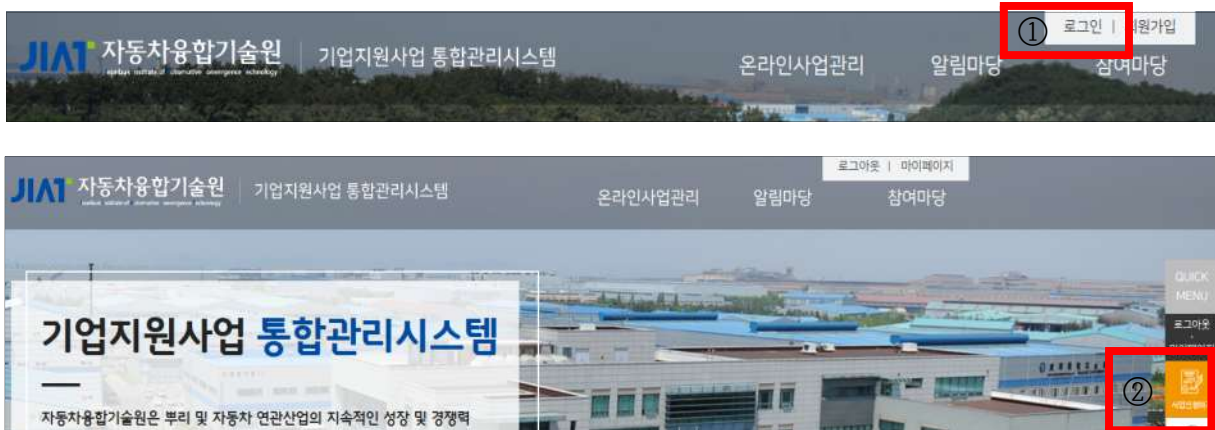 ① 로그인 |
JIAT 자동차융합기술원 기업지원사업 통합관리시스템
온라인사업관리 알림마당 참여마당
로그아웃 | 마이페이지
JIAT 자동차융합기술원 기업지원사업 통합관리시스템
온라인사업관리 알림마당 참여마당
QUICK
MENU
로그아웃
기업지원사업 통합관리시스템
②
자동차융합기술원은 뿌리 및 자동차 연관산업의 지속적인 성장 및 경쟁력